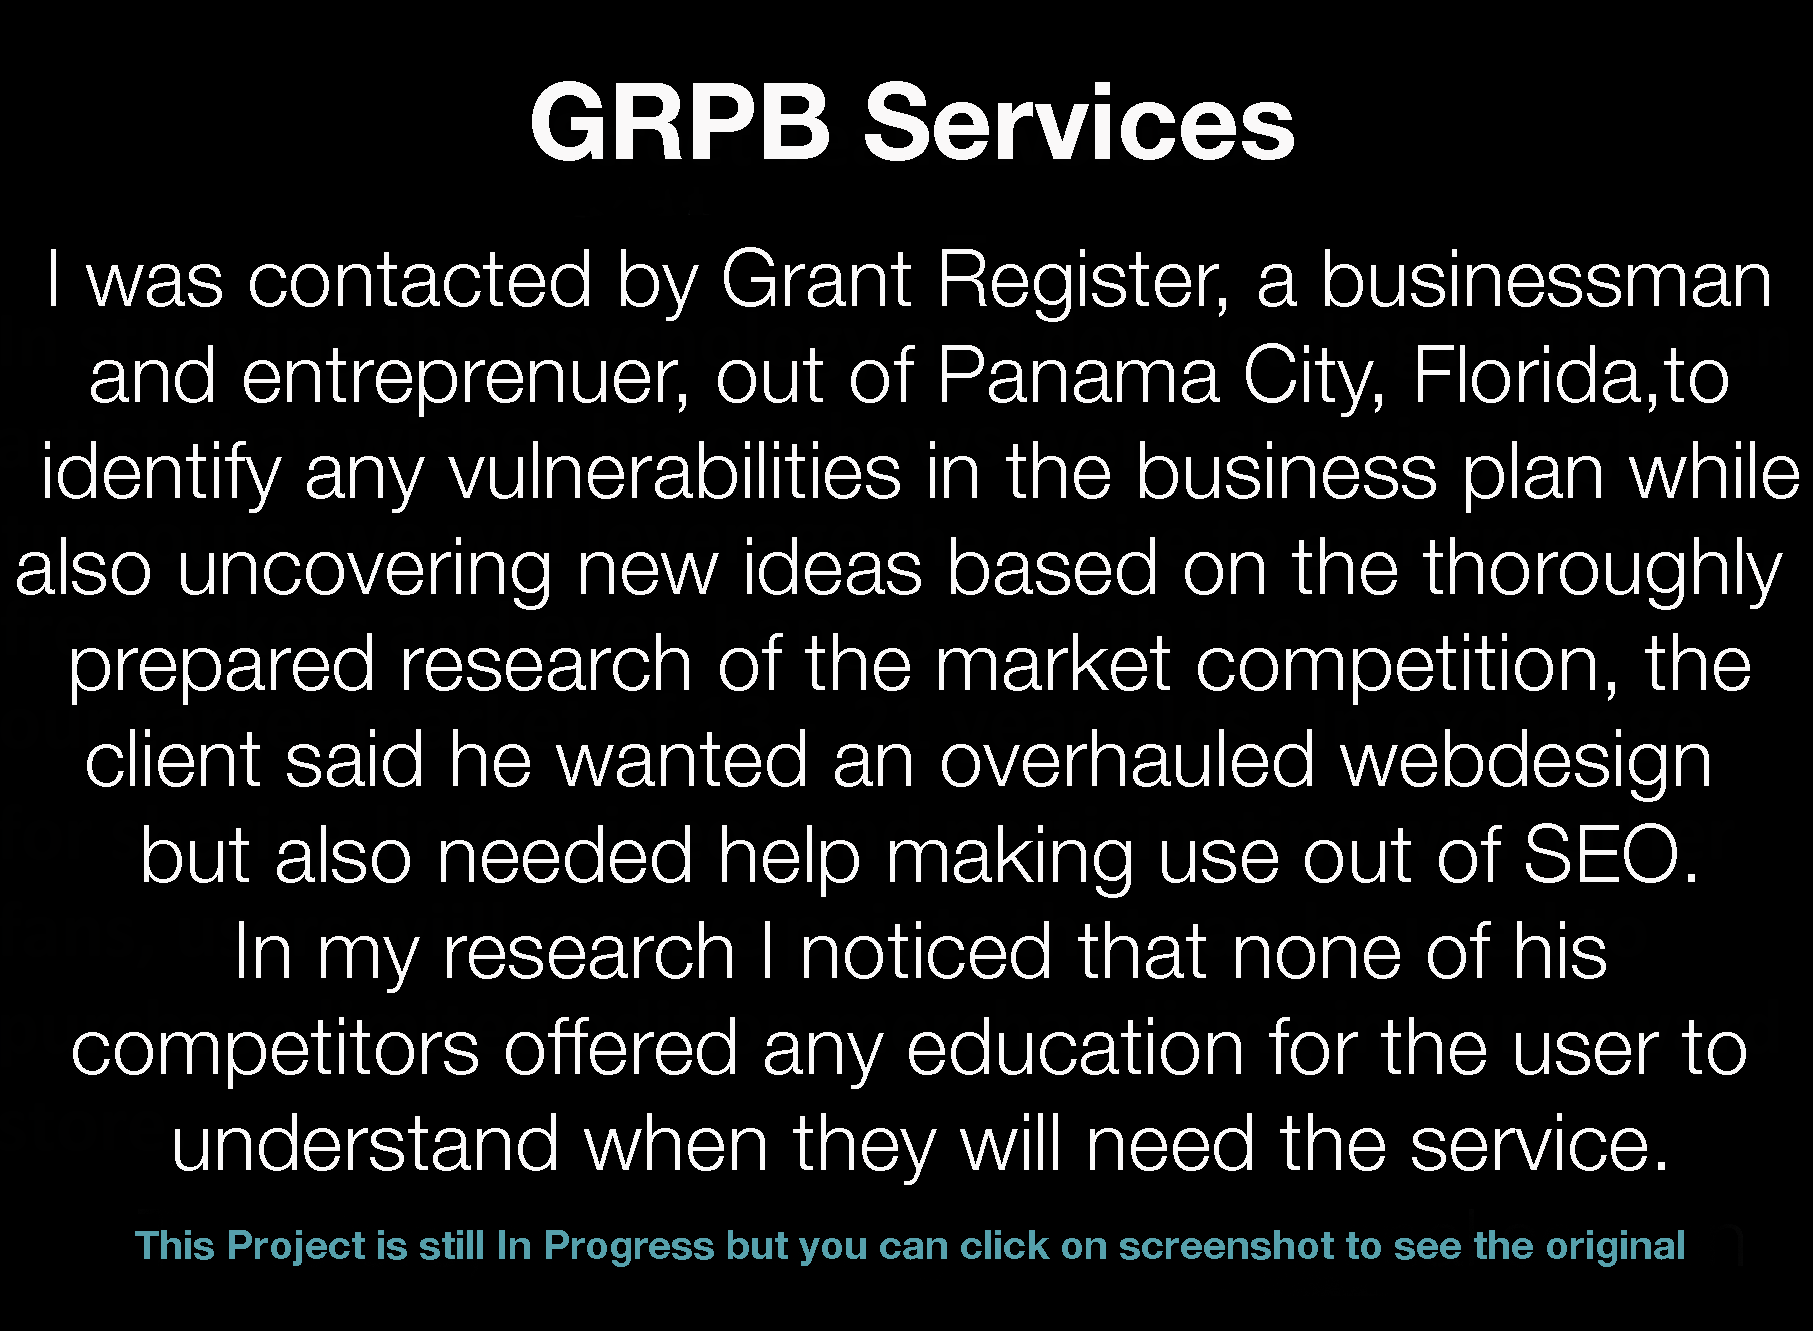 GRPB Services
I was contacted by Grant Register, a businessman
and entreprenuer, out of Panama City, Florida,to
identify any vulnerabilities in the business plan while
also uncovering new ideas based on the thoroughly
prepared research of the market competition, the
client said he wanted an overhauled webdesign
but also needed help making use out of SEO.
In my research I noticed that none of his
competitors offered any education for the user to
understand when they will need the service.
This Project is still In Progress but you can click on screenshot to see the original